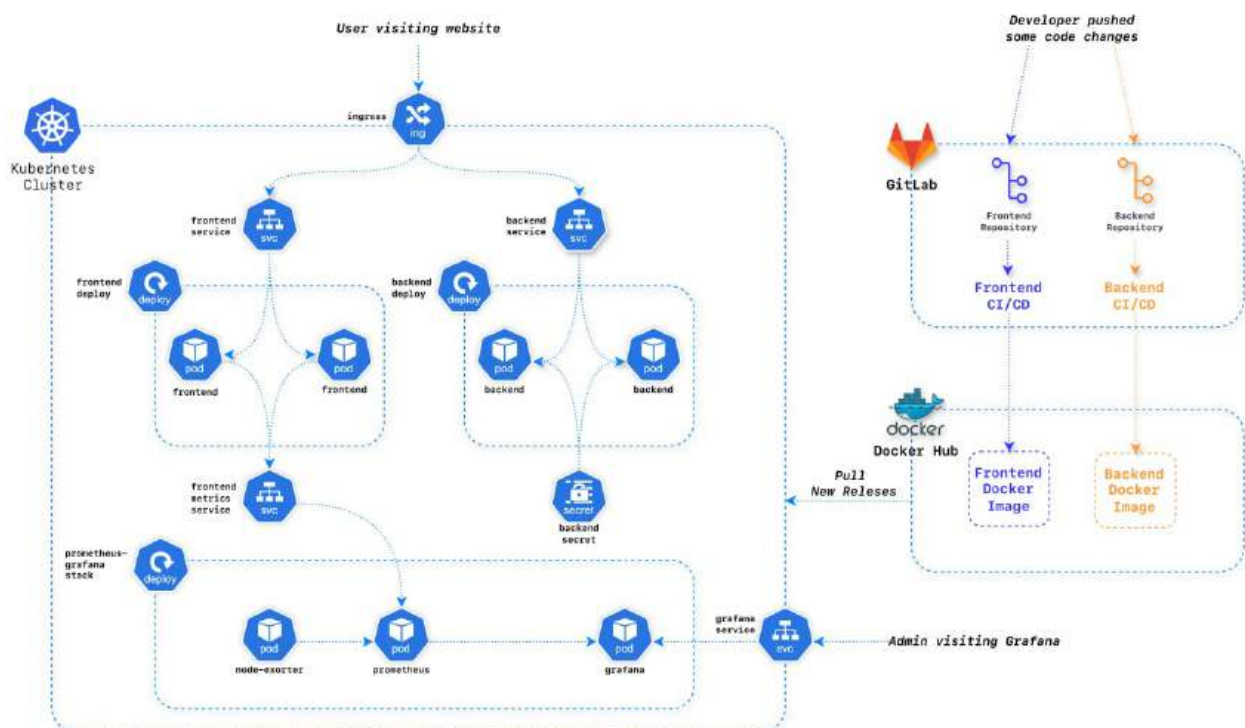 User visiting website
Developer pushed
some code changes
ingress
ing
Kubernetes
Cluster
GitLab
Frontend
Repository
Backend
Repository
frontend
service
svc
backend
service
svc
frontend
deploy
deploy
backend
deploy
deploy
Frontend
CI/CD
Backend
CI/CD
pod
frontend
pod
frontend
pod
backend
pod
backend
docker
Docker Hub
frontend
metrics
service
svc
secret
backend
secret
Pull
New Releses
Frontend
Docker
Image
Backend
Docker
Image
prometheus-
grafana
stack
deploy
pod
node-exorter
pod
prometheus
pod
grafana
grafana
service
svc
Admin visiting Grafana